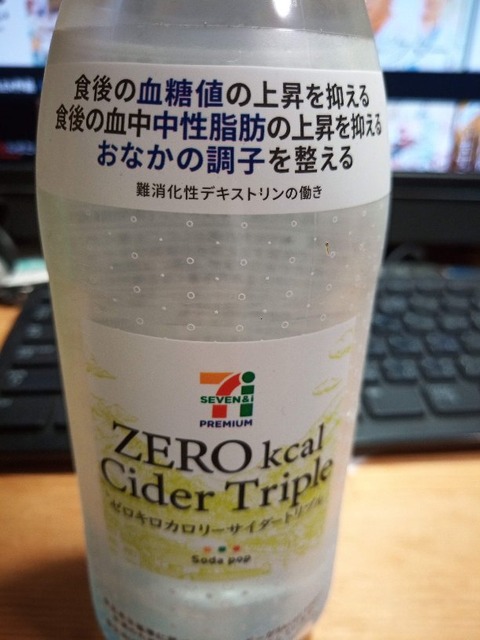 食後の血糖値の上昇を抑える
食後の血中中性脂肪の上昇を抑える
おなかの調子を整える
難消化性デキストリンの働き
SEVEN&i
PREMIUM
ZERO kcal
Cider Triple
ゼロキロカロリーサイダートリプル
Soda pop